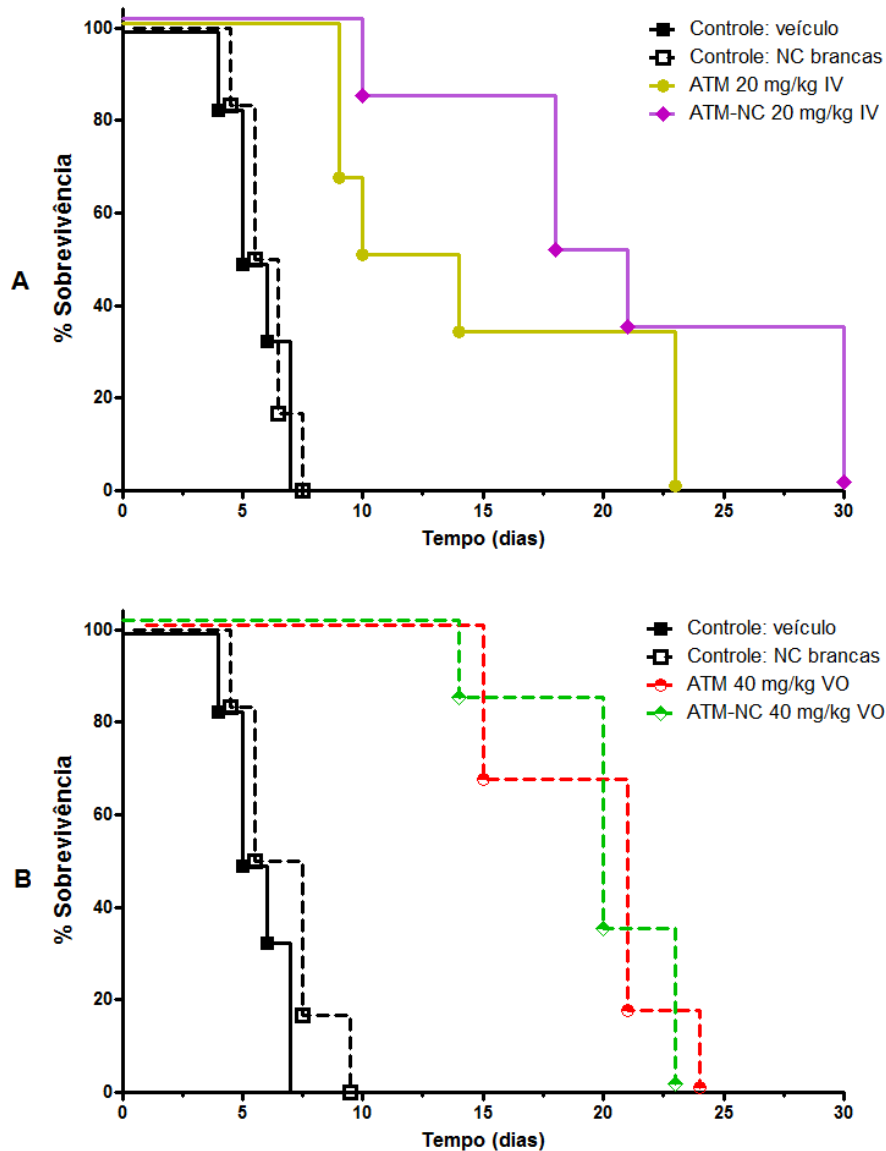 Controle: veículo
Controle: NC brancas
ATM 20 mg/kg IV
ATM-NC 20 mg/kg IV
100
80
60
40
20
0
% Sobrevivência
A
0 5 10 15 20 25 30
Tempo (dias)
Controle: veículo
Controle: NC brancas
ATM 40 mg/kg VO
ATM-NC 40 mg/kg VO
100
80
60
40
20
0
% Sobrevivência
B
0 5 10 15 20 25 30
Tempo (dias)